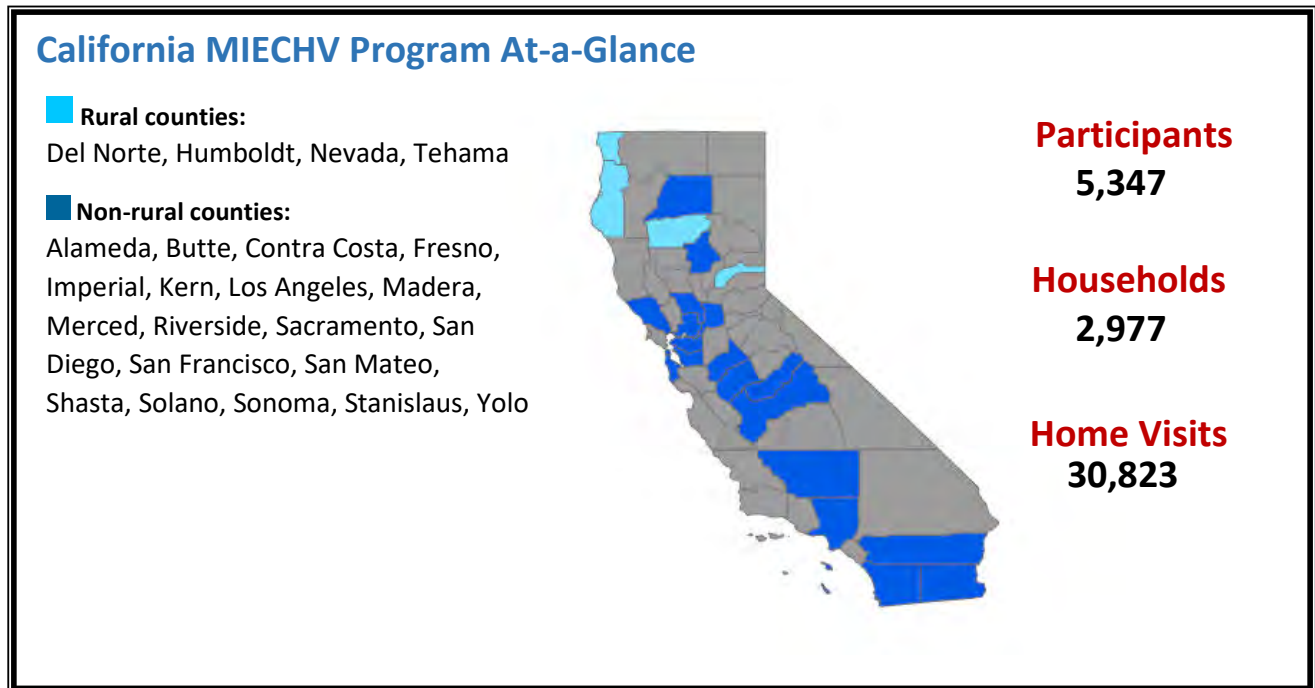 California MIECHV Program At-a-Glance
Rural counties:
Del Norte, Humboldt, Nevada, Tehama
Non-rural counties:
Alameda, Butte, Contra Costa, Fresno,
Imperial, Kern, Los Angeles, Madera,
Merced, Riverside, Sacramento, San
Diego, San Francisco, San Mateo,
Shasta, Solano, Sonoma, Stanislaus, Yolo
Participants
5,347
Households
2,977
Home Visits
30,823